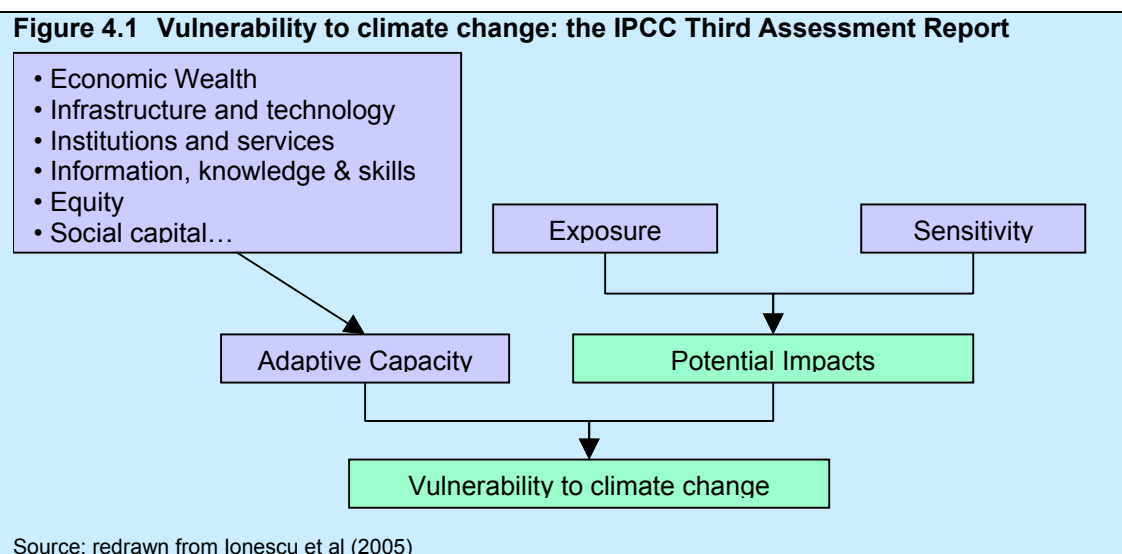 Figure 4.1 Vulnerability to climate change: the IPCC Third Assessment Report
• Economic Wealth
• Infrastructure and technology
• Institutions and services
• Information, knowledge & skills
• Equity
• Social capital…
Exposure
Sensitivity
Adaptive Capacity
Potential Impacts
Vulnerability to climate change
Source: redrawn from Ionescu et al (2005)